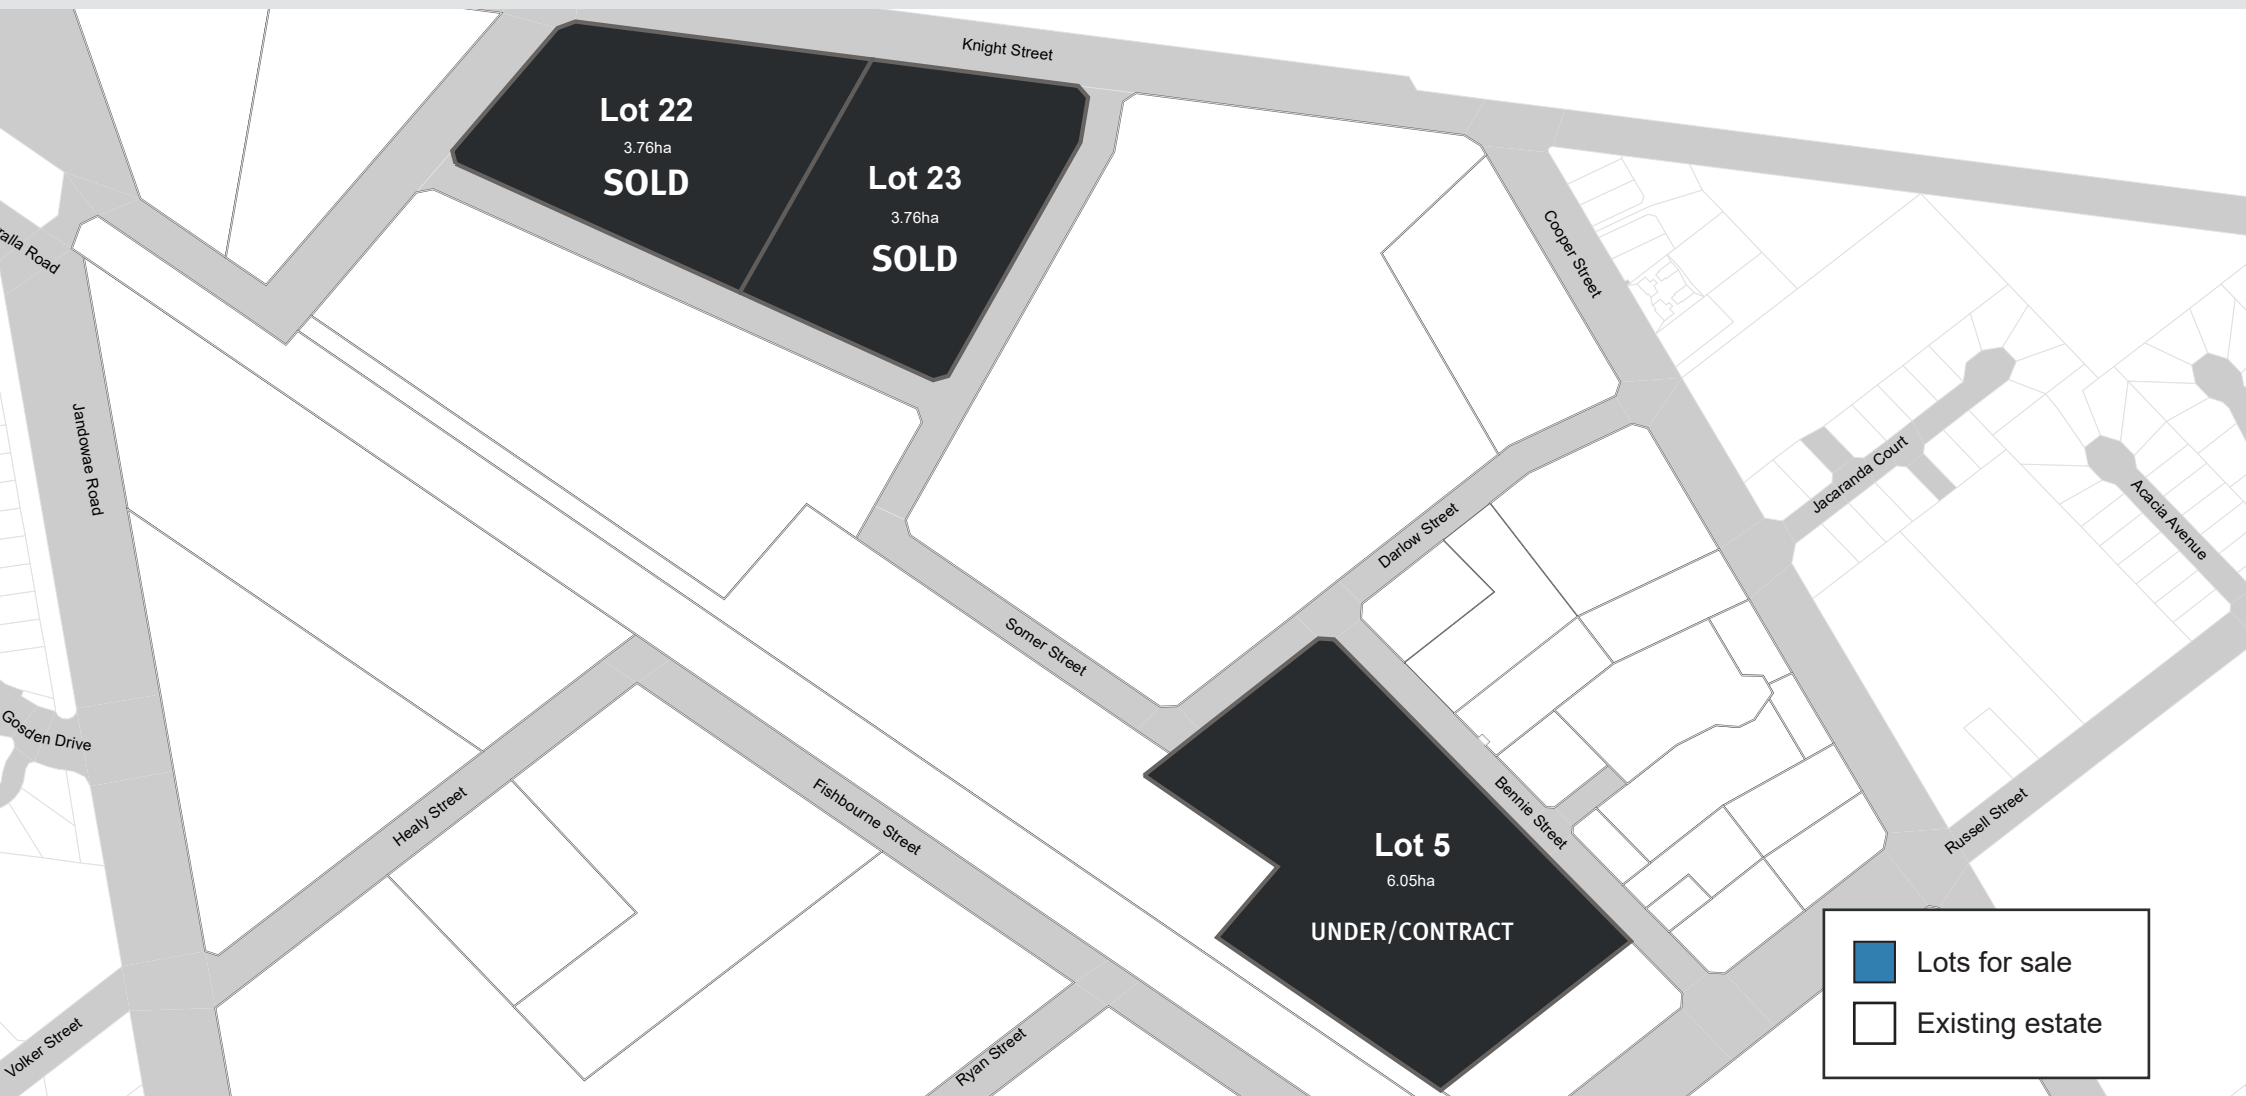 Knight Street
Lot 22
3.76ha
SOLD
Lot 23
3.76ha
SOLD
Cooper Street
ralla Road
Jandowae Road
Jacaranda Court
Acacia Avenue
Darlow Street
Somer Street
Gosden Drive
Healy Street
Fishbourne Street
Bennie Street
Russell Street
Lot 5
6.05ha
UNDER/CONTRACT
Volker Street
Ryan Street
Lots for sale
Existing estate